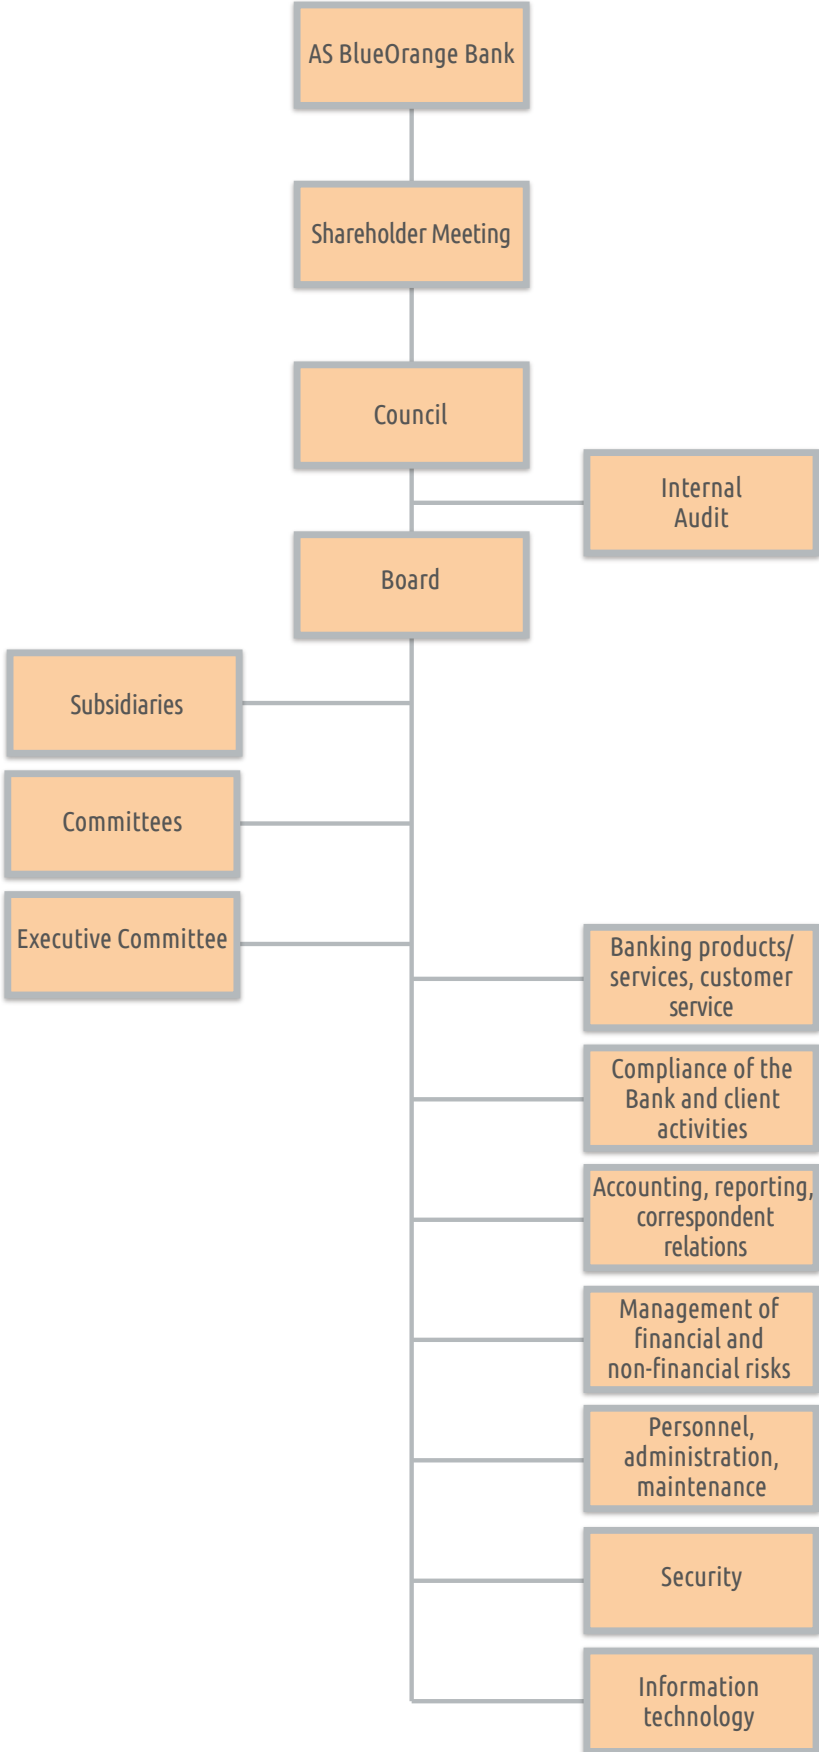 AS BlueOrange Bank
Shareholder Meeting
Council
Internal
Audit
Board
Subsidiaries
Committees
Executive Committee
Banking products/
services, customer
service
Compliance of the
Bank and client
activities
Accounting, reporting,
correspondent
relations
Management of
financial and
non-financial risks
Personnel,
administration,
maintenance
Security
Information
technology